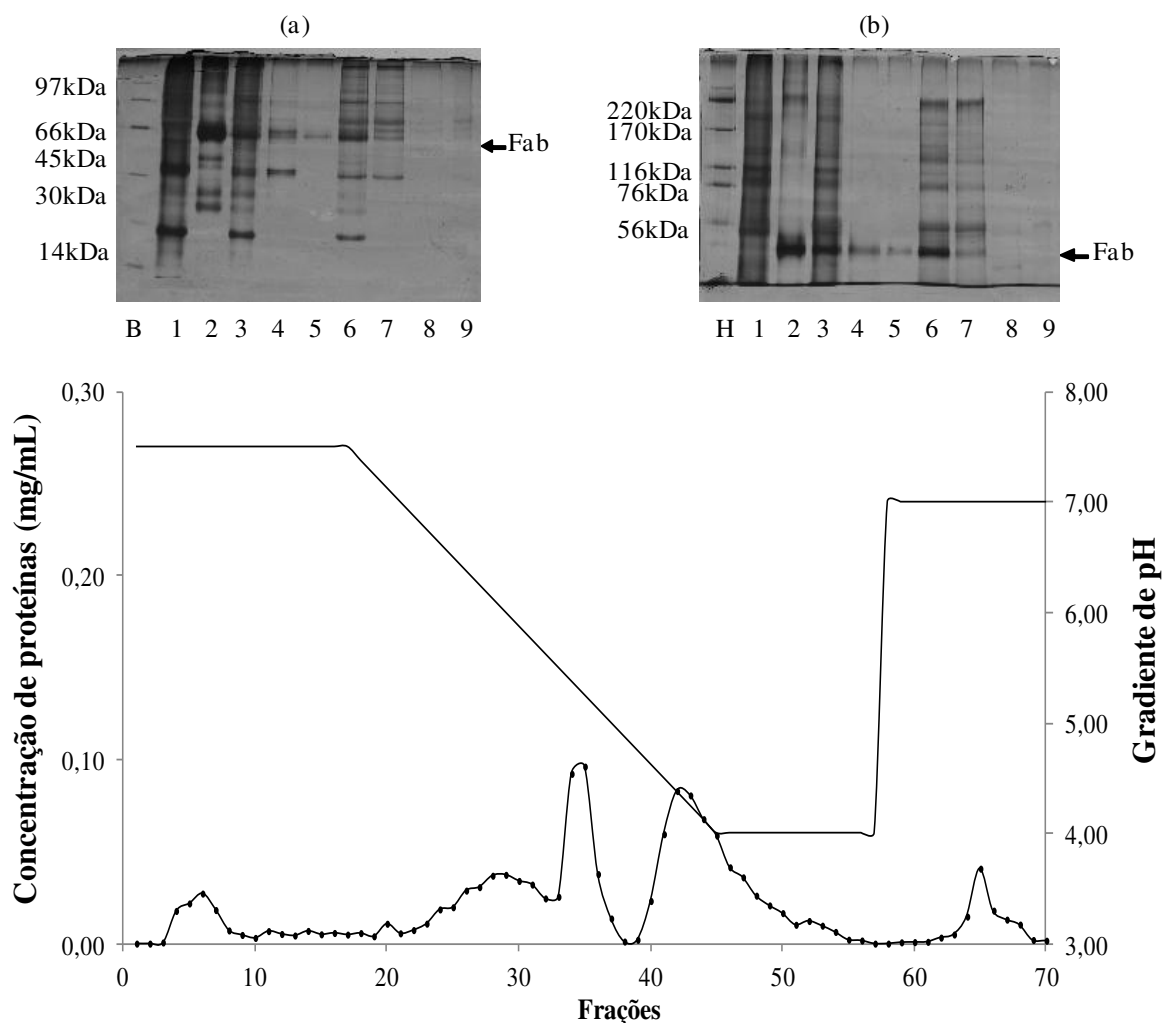 (a)
97kDa
66kDa
45kDa
30kDa
14kDa
Fab
B 1 2 3 4 5 6 7 8 9
(b)
220kDa
170kDa
116kDa
76kDa
56kDa
Fab
H 1 2 3 4 5 6 7 8 9
Concentração de proteínas (mg/mL)
0,30
0,20
0,10
0,00
8,00
7,00
6,00
5,00
4,00
3,00
Gradiente de pH
0 10 20 30 40 50 60 70
Frações